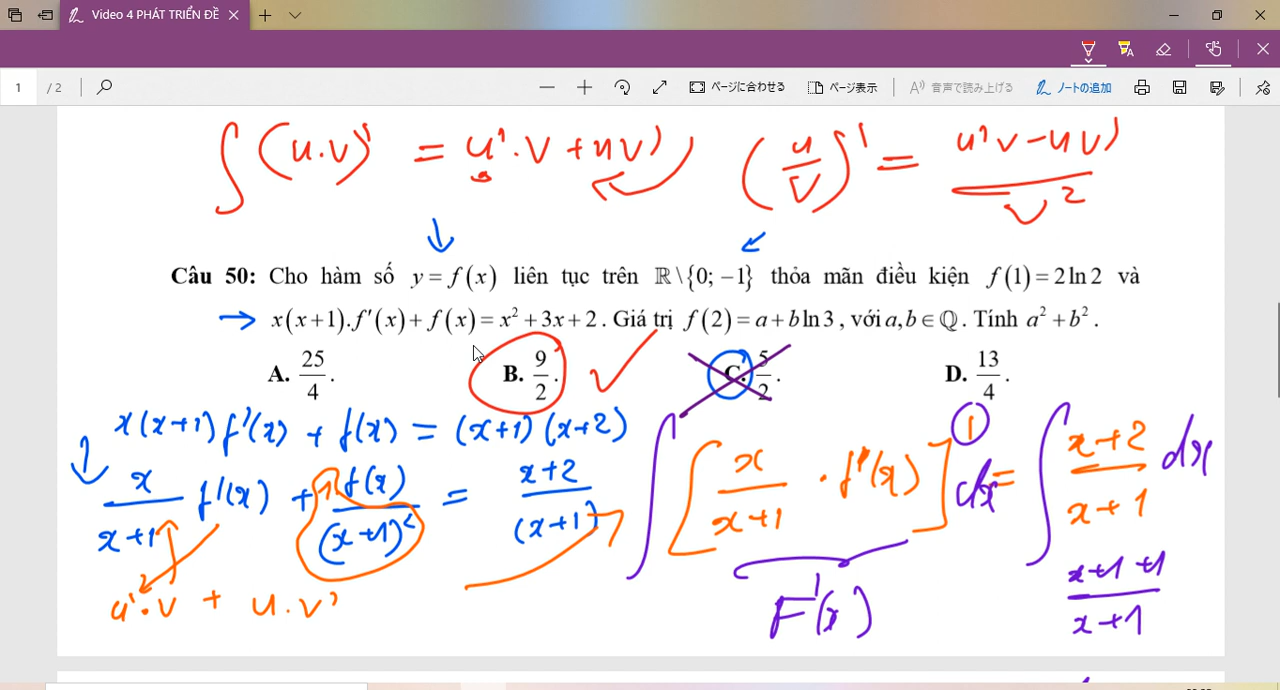 Video 4 PHÁT TRIỂN ĐỀ
1 / 2 ページに合わせる ページ表示 音声で読み上げる ノートの追加
∫(u.v)' = u'.v + uv' (u/v)' = (u'v - uv')/v²
Câu 50: Cho hàm số y = f(x) liên tục trên ℝ\{0; -1} thỏa mãn điều kiện f(1) = 2ln2 và
x(x+1).f'(x) + f(x) = x² + 3x + 2. Giá trị f(2) = a + b ln3, với a, b ∈ ℚ. Tính a² + b².
A. 25/4. B. 9/2. C. 5/2. D. 13/4.
x(x+1)f'(x) + f(x) = (x+1)(x+2)
x/(x+1) f'(x) + 1 f(x)/(x+1)² = (x+2)/(x+1)
∫[x/(x+1) . f'(x)]' dx = ∫ (x+2)/(x+1) dx
①
u'.v + u.v'
F'(x)
(x+1+1)/(x+1)